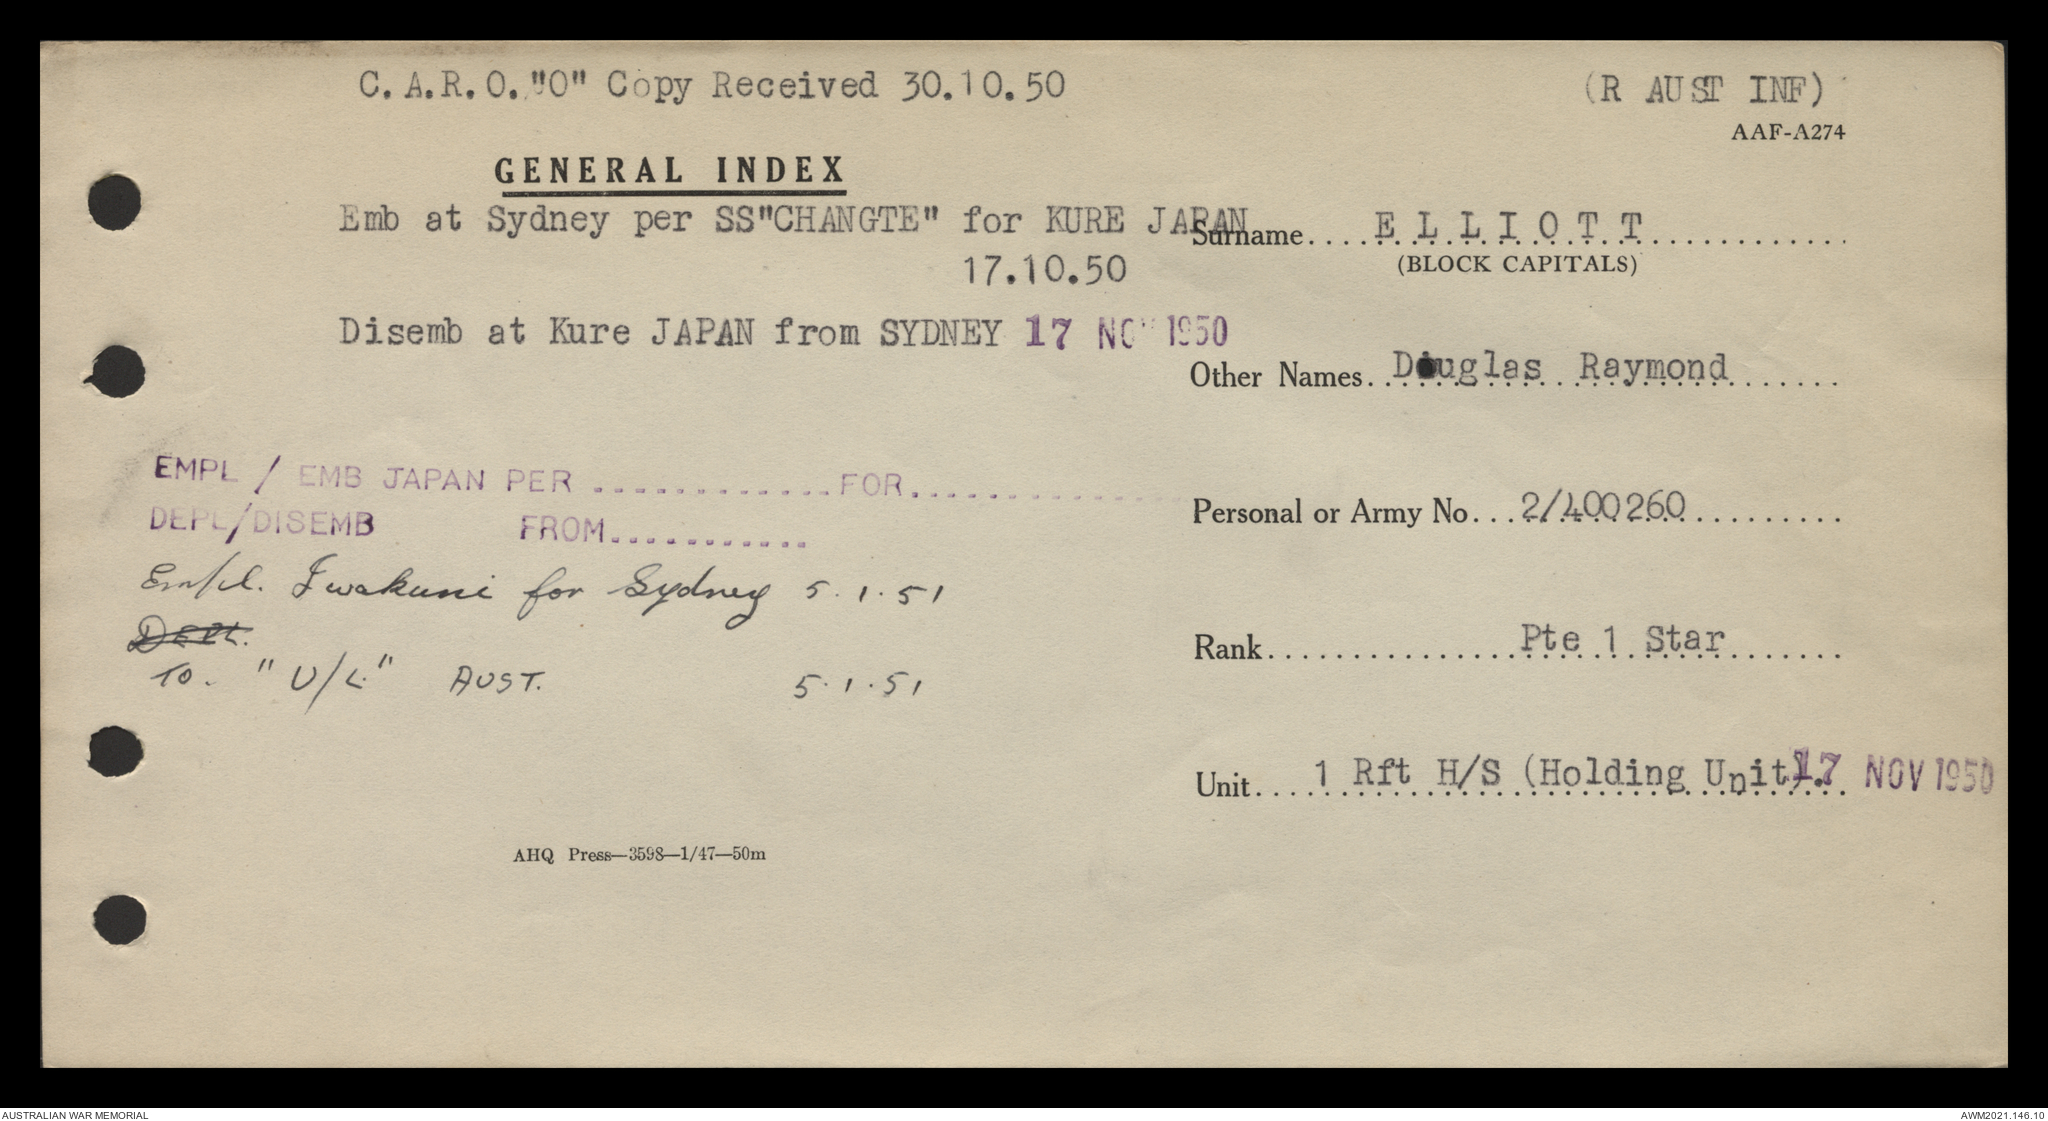 C.A.R.O."O" Copy Received 30.10.50
(R AUST INF)
AAF-A274
GENERAL INDEX
Emb at Sydney per SS"CHANGTE" for KURE JAPAN
17.10.50
Surname.... E L L I O T T
(BLOCK CAPITALS)
Disemb at Kure JAPAN from SYDNEY 17 NOV 1950
Other Names. Douglas Raymond
EMPL / EMB JAPAN PER .............FOR..............
DEPL/DISEMB FROM...........
Personal or Army No... 2/400260
Empl. Iwakuni for Sydney 5.1.51
Depl.
Rank............... Pte 1 Star
To. "U/L" AUST. 5.1.51
Unit.... 1 Rft H/S (Holding Unit). 17 NOV 1950
AHQ Press—3598—1/47—50m
AUSTRALIAN WAR MEMORIAL
AWM2021.146.10